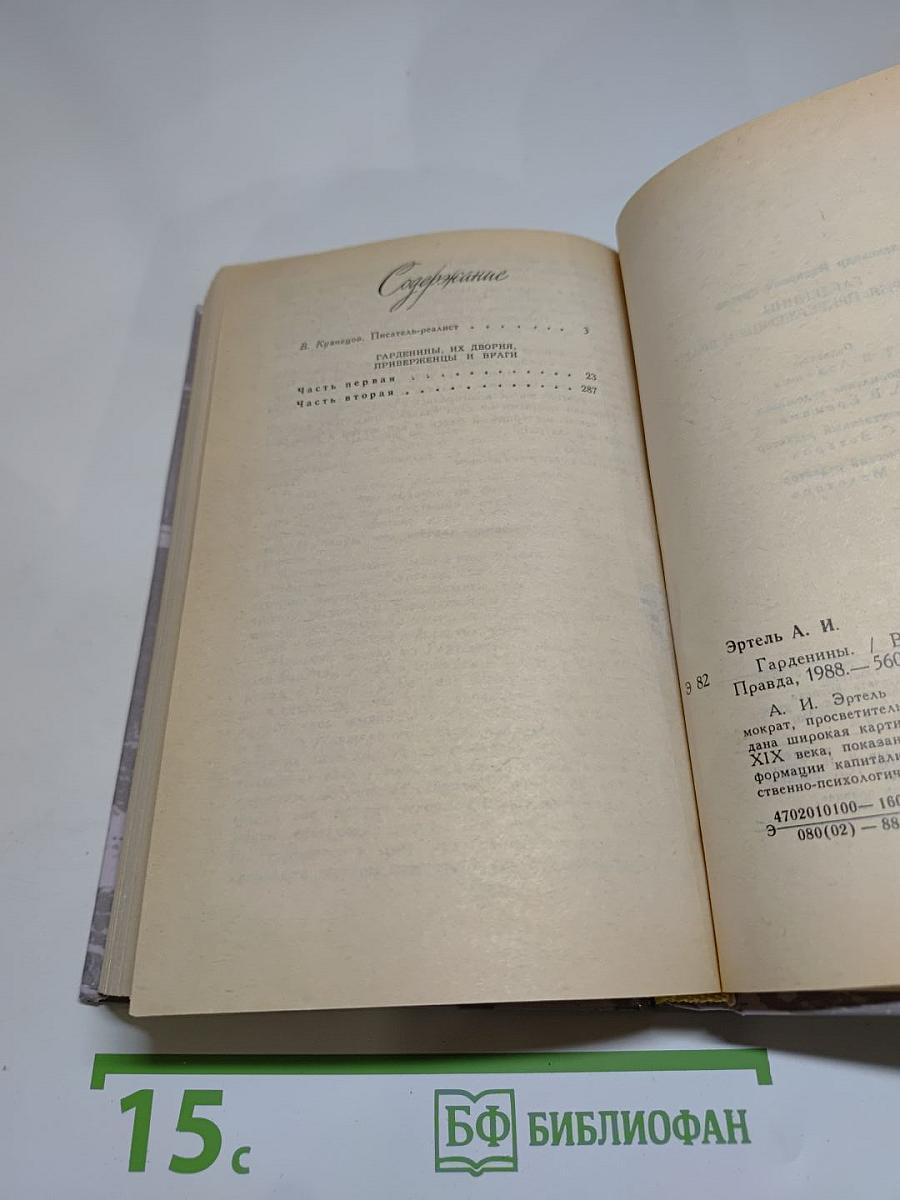 Содержание
В. Кузнецов. Писатель-реалист . . . . . . . 3
ГАРДЕНИНЫ, ИХ ДВОРНЯ,
ПРИВЕРЖЕНЦЫ И ВРАГИ
Часть первая . . . . . . . . . . . 23
Часть вторая . . . . . . . . . . . 287
Эртель А. И.
Э 82
Гарденины. / В
Правда, 1988.— 560
А. И. Эртель
мократ, просветитель
дана широкая карти
XIX века, показан
формации капитали
ственно-психологич
4702010100— 160
Э
080(02) — 88
15 с
БФ БИБЛИОФАН